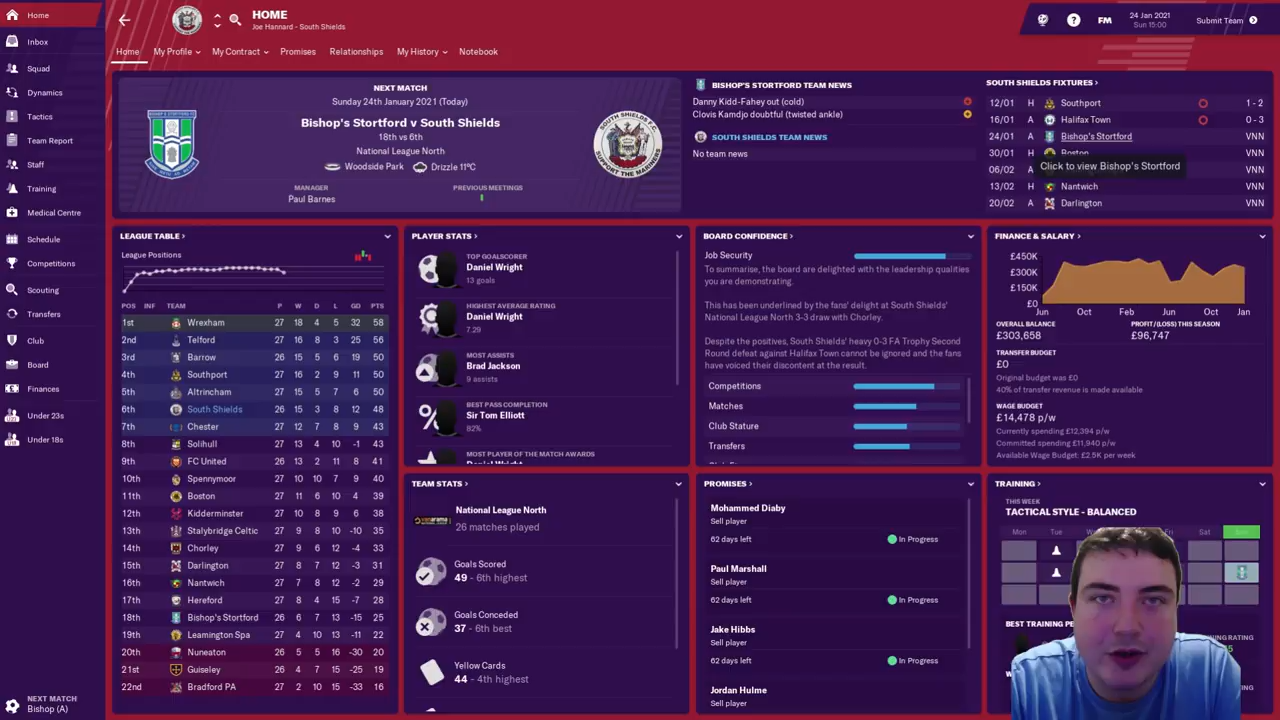 Home
Inbox
Squad
Dynamics
Tactics
Team Report
Staff
Training
Medical Centre
Schedule
Competitions
Scouting
Transfers
Club
Board
Finances
Under 23s
Under 18s
NEXT MATCH
Bishop (A)
HOME
Joe Hannard - South Shields
FM
24 Jan 2021
Sun 15:00
Submit Team
Home My Profile My Contract Promises Relationships My History Notebook
NEXT MATCH
Sunday 24th January 2021 (Today)
Bishop's Stortford v South Shields
18th vs 6th
National League North
Woodside Park Drizzle 11°C
MANAGER
Paul Barnes
PREVIOUS MEETINGS
BISHOP'S STORTFORD TEAM NEWS
Danny Kidd-Fahey out (cold)
Clovis Kamdjo doubtful (twisted ankle)
SOUTH SHIELDS TEAM NEWS
No team news
SOUTH SHIELDS FIXTURES >
12/01 H Southport 1 - 2
16/01 A Halifax Town 0 - 3
24/01 A Bishop's Stortford VNN
30/01 H Boston VNN
Click to view Bishop's Stortford
06/02 A VNN
13/02 H Nantwich VNN
20/02 A Darlington VNN
LEAGUE TABLE >
League Positions
POS INF TEAM P W D L GD PTS
1st Wrexham 27 18 4 5 32 58
2nd Telford 27 16 8 3 25 56
3rd Barrow 26 15 5 6 19 50
4th Southport 27 16 2 9 11 50
5th Altrincham 27 15 5 7 6 50
6th South Shields 26 15 3 8 12 48
7th Chester 27 12 7 8 9 43
8th Solihull 27 13 4 10 -1 43
9th FC United 26 13 2 11 8 41
10th Spennymoor 27 10 10 7 9 40
11th Boston 27 11 6 10 4 39
12th Kidderminster 27 10 8 9 6 38
13th Stalybridge Celtic 27 9 8 10 -10 35
14th Chorley 27 9 6 12 -4 33
15th Darlington 27 8 7 12 -3 31
16th Nantwich 27 7 8 12 -2 29
17th Hereford 27 8 4 15 -7 28
18th Bishop's Stortford 26 6 7 13 -15 25
19th Leamington Spa 27 4 10 13 -11 22
20th Nuneaton 26 5 5 16 -30 20
21st Guiseley 26 4 7 15 -25 19
22nd Bradford PA 27 2 10 15 -33 16
PLAYER STATS >
TOP GOALSCORER
Daniel Wright
13 goals
HIGHEST AVERAGE RATING
Daniel Wright
7.29
MOST ASSISTS
Brad Jackson
9 assists
BEST PASS COMPLETION
Sir Tom Elliott
92%
MOST PLAYER OF THE MATCH AWARDS
Daniel Wright
TEAM STATS >
National League North
26 matches played
Goals Scored
49 - 6th highest
Goals Conceded
37 - 6th best
Yellow Cards
44 - 4th highest
BOARD CONFIDENCE >
Job Security
To summarise, the board are delighted with the leadership qualities
you are demonstrating.
This has been underlined by the fans' delight at South Shields'
National League North 3-3 draw with Chorley.
Despite the positives, South Shields' heavy 0-3 FA Trophy Second
Round defeat against Halifax Town cannot be ignored and the fans
have voiced their discontent at the result.
Competitions
Matches
Club Stature
Transfers
PROMISES >
Mohammed Diaby
Sell player
62 days left In Progress
Paul Marshall
Sell player
62 days left In Progress
Jake Hibbs
Sell player
62 days left In Progress
Jordan Hulme
Sell player
FINANCE & SALARY >
£450K
£300K
£150K
£0
Jun Oct Feb Jun Oct Jan
OVERALL BALANCE
£303,658
PROFIT/(LOSS) THIS SEASON
£96,747
TRANSFER BUDGET
£0
Original budget was £0
40% of transfer revenue is made available
WAGE BUDGET
£14,478 p/w
Currently spending £12,394 p/w
Committed spending £11,940 p/w
Available Wage Budget: £2.5K per week
TRAINING >
THIS WEEK
TACTICAL STYLE - BALANCED
Mon Sat Sun